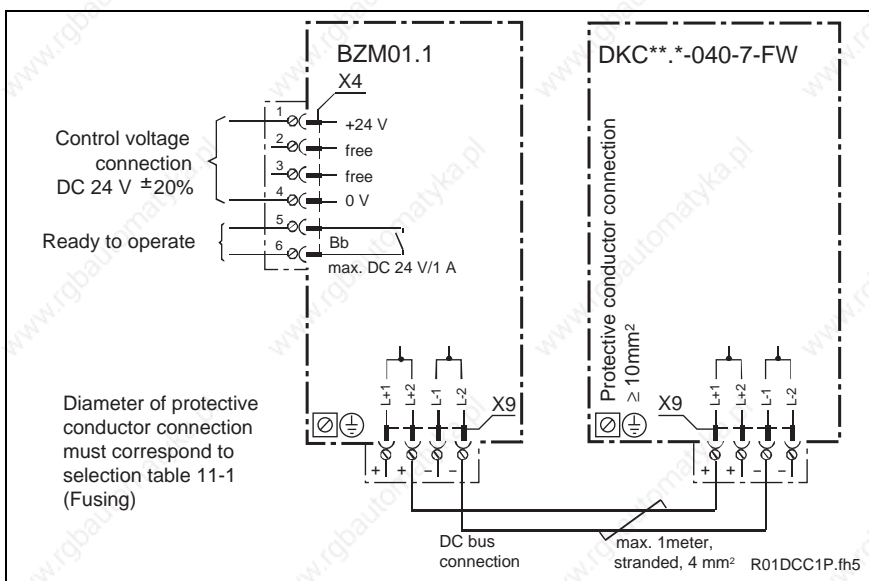 BZM01.1
DKC**.*-040-7-FW
X4
Control voltage
connection
DC 24 V ±20%
1
+24 V
2
free
3
free
4
0 V
Ready to operate
5
6
Bb
max. DC 24 V/1 A
Protective conductor connection
≥ 10mm²
Diameter of protective
conductor connection
must correspond to
selection table 11-1
(Fusing)
L+1
L+2
L-1
L-2
X9
+
+
–
–
X9
L+1
L+2
L-1
L-2
+
+
–
–
DC bus
connection
max. 1meter,
stranded, 4 mm²
R01DCC1P.fh5
www.rgbautomatyka.pl